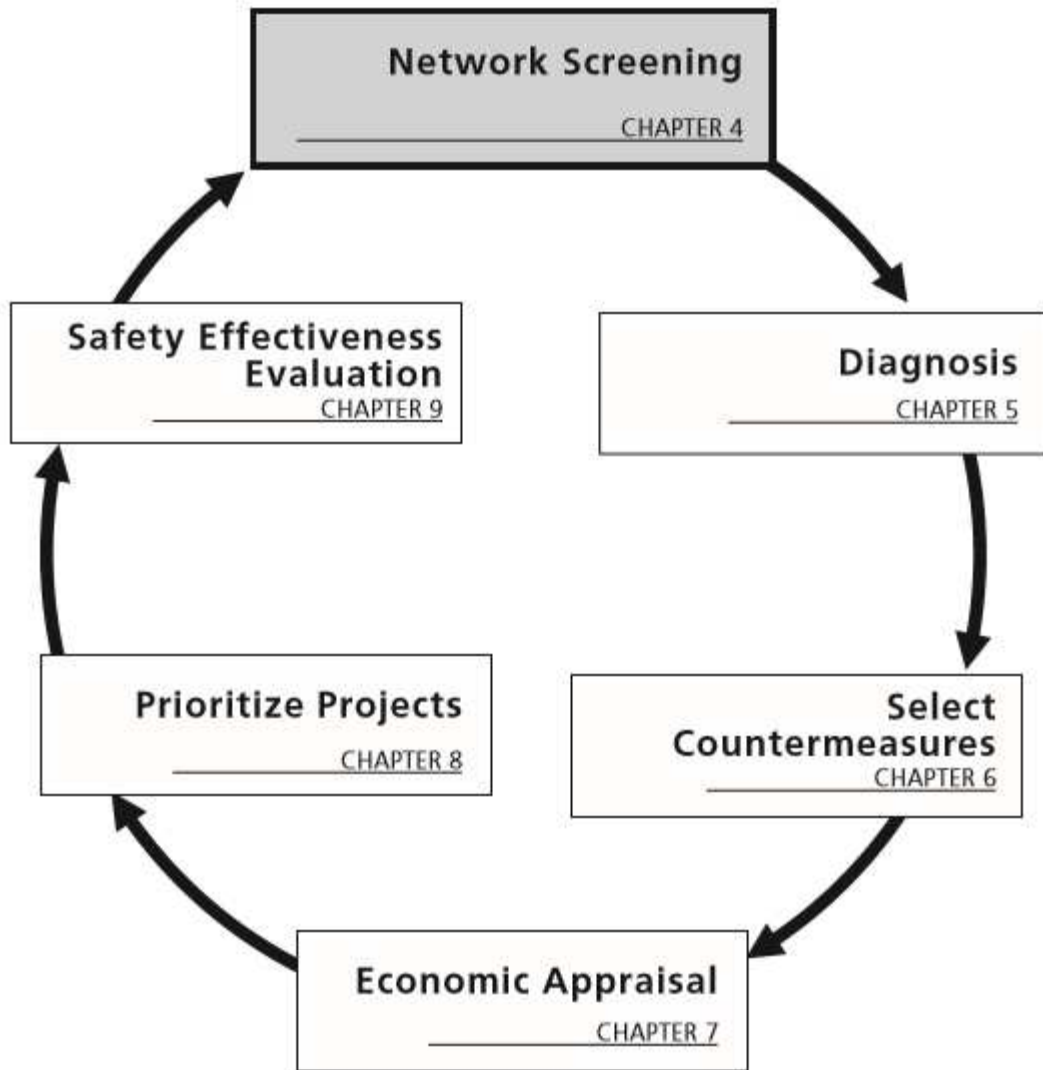 Network Screening
CHAPTER 4
Safety Effectiveness
Evaluation
CHAPTER 9
Diagnosis
CHAPTER 5
Prioritize Projects
CHAPTER 8
Select
Countermeasures
CHAPTER 6
Economic Appraisal
CHAPTER 7